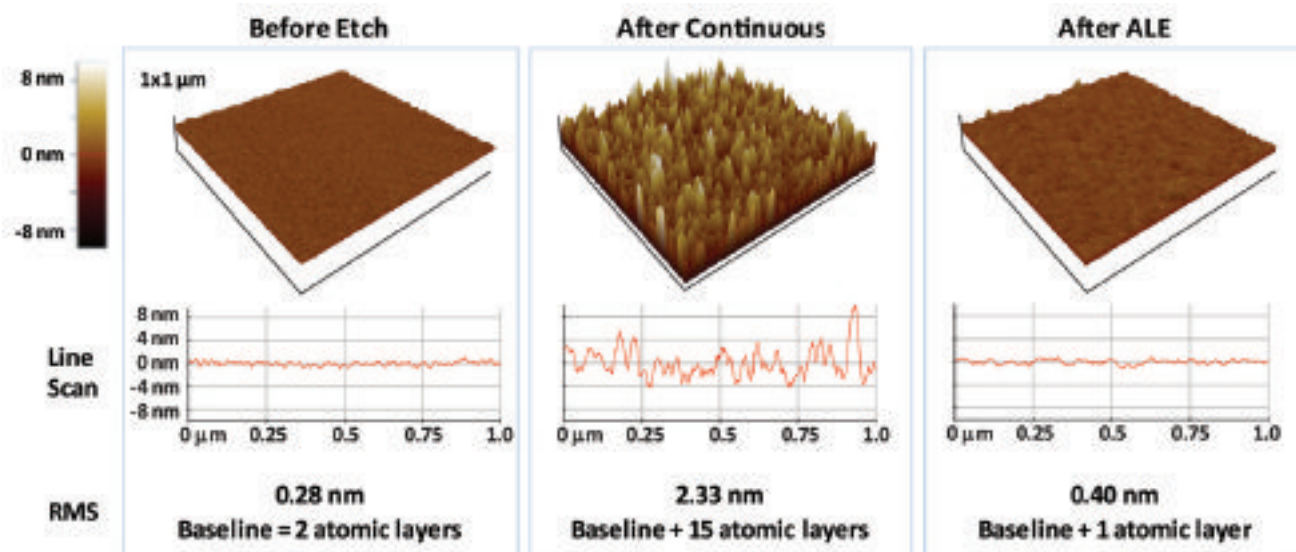 Before Etch
After Continuous
After ALE
8 nm
0 nm
-8 nm
1x1 μm
Line
Scan
8 nm
4 nm
0 nm
-4 nm
-8 nm
0 μm 0.25 0.5 0.75 1.0
0 μm 0.25 0.5 0.75 1.0
0 μm 0.25 0.5 0.75 1.0
RMS
0.28 nm
Baseline = 2 atomic layers
2.33 nm
Baseline + 15 atomic layers
0.40 nm
Baseline + 1 atomic layer